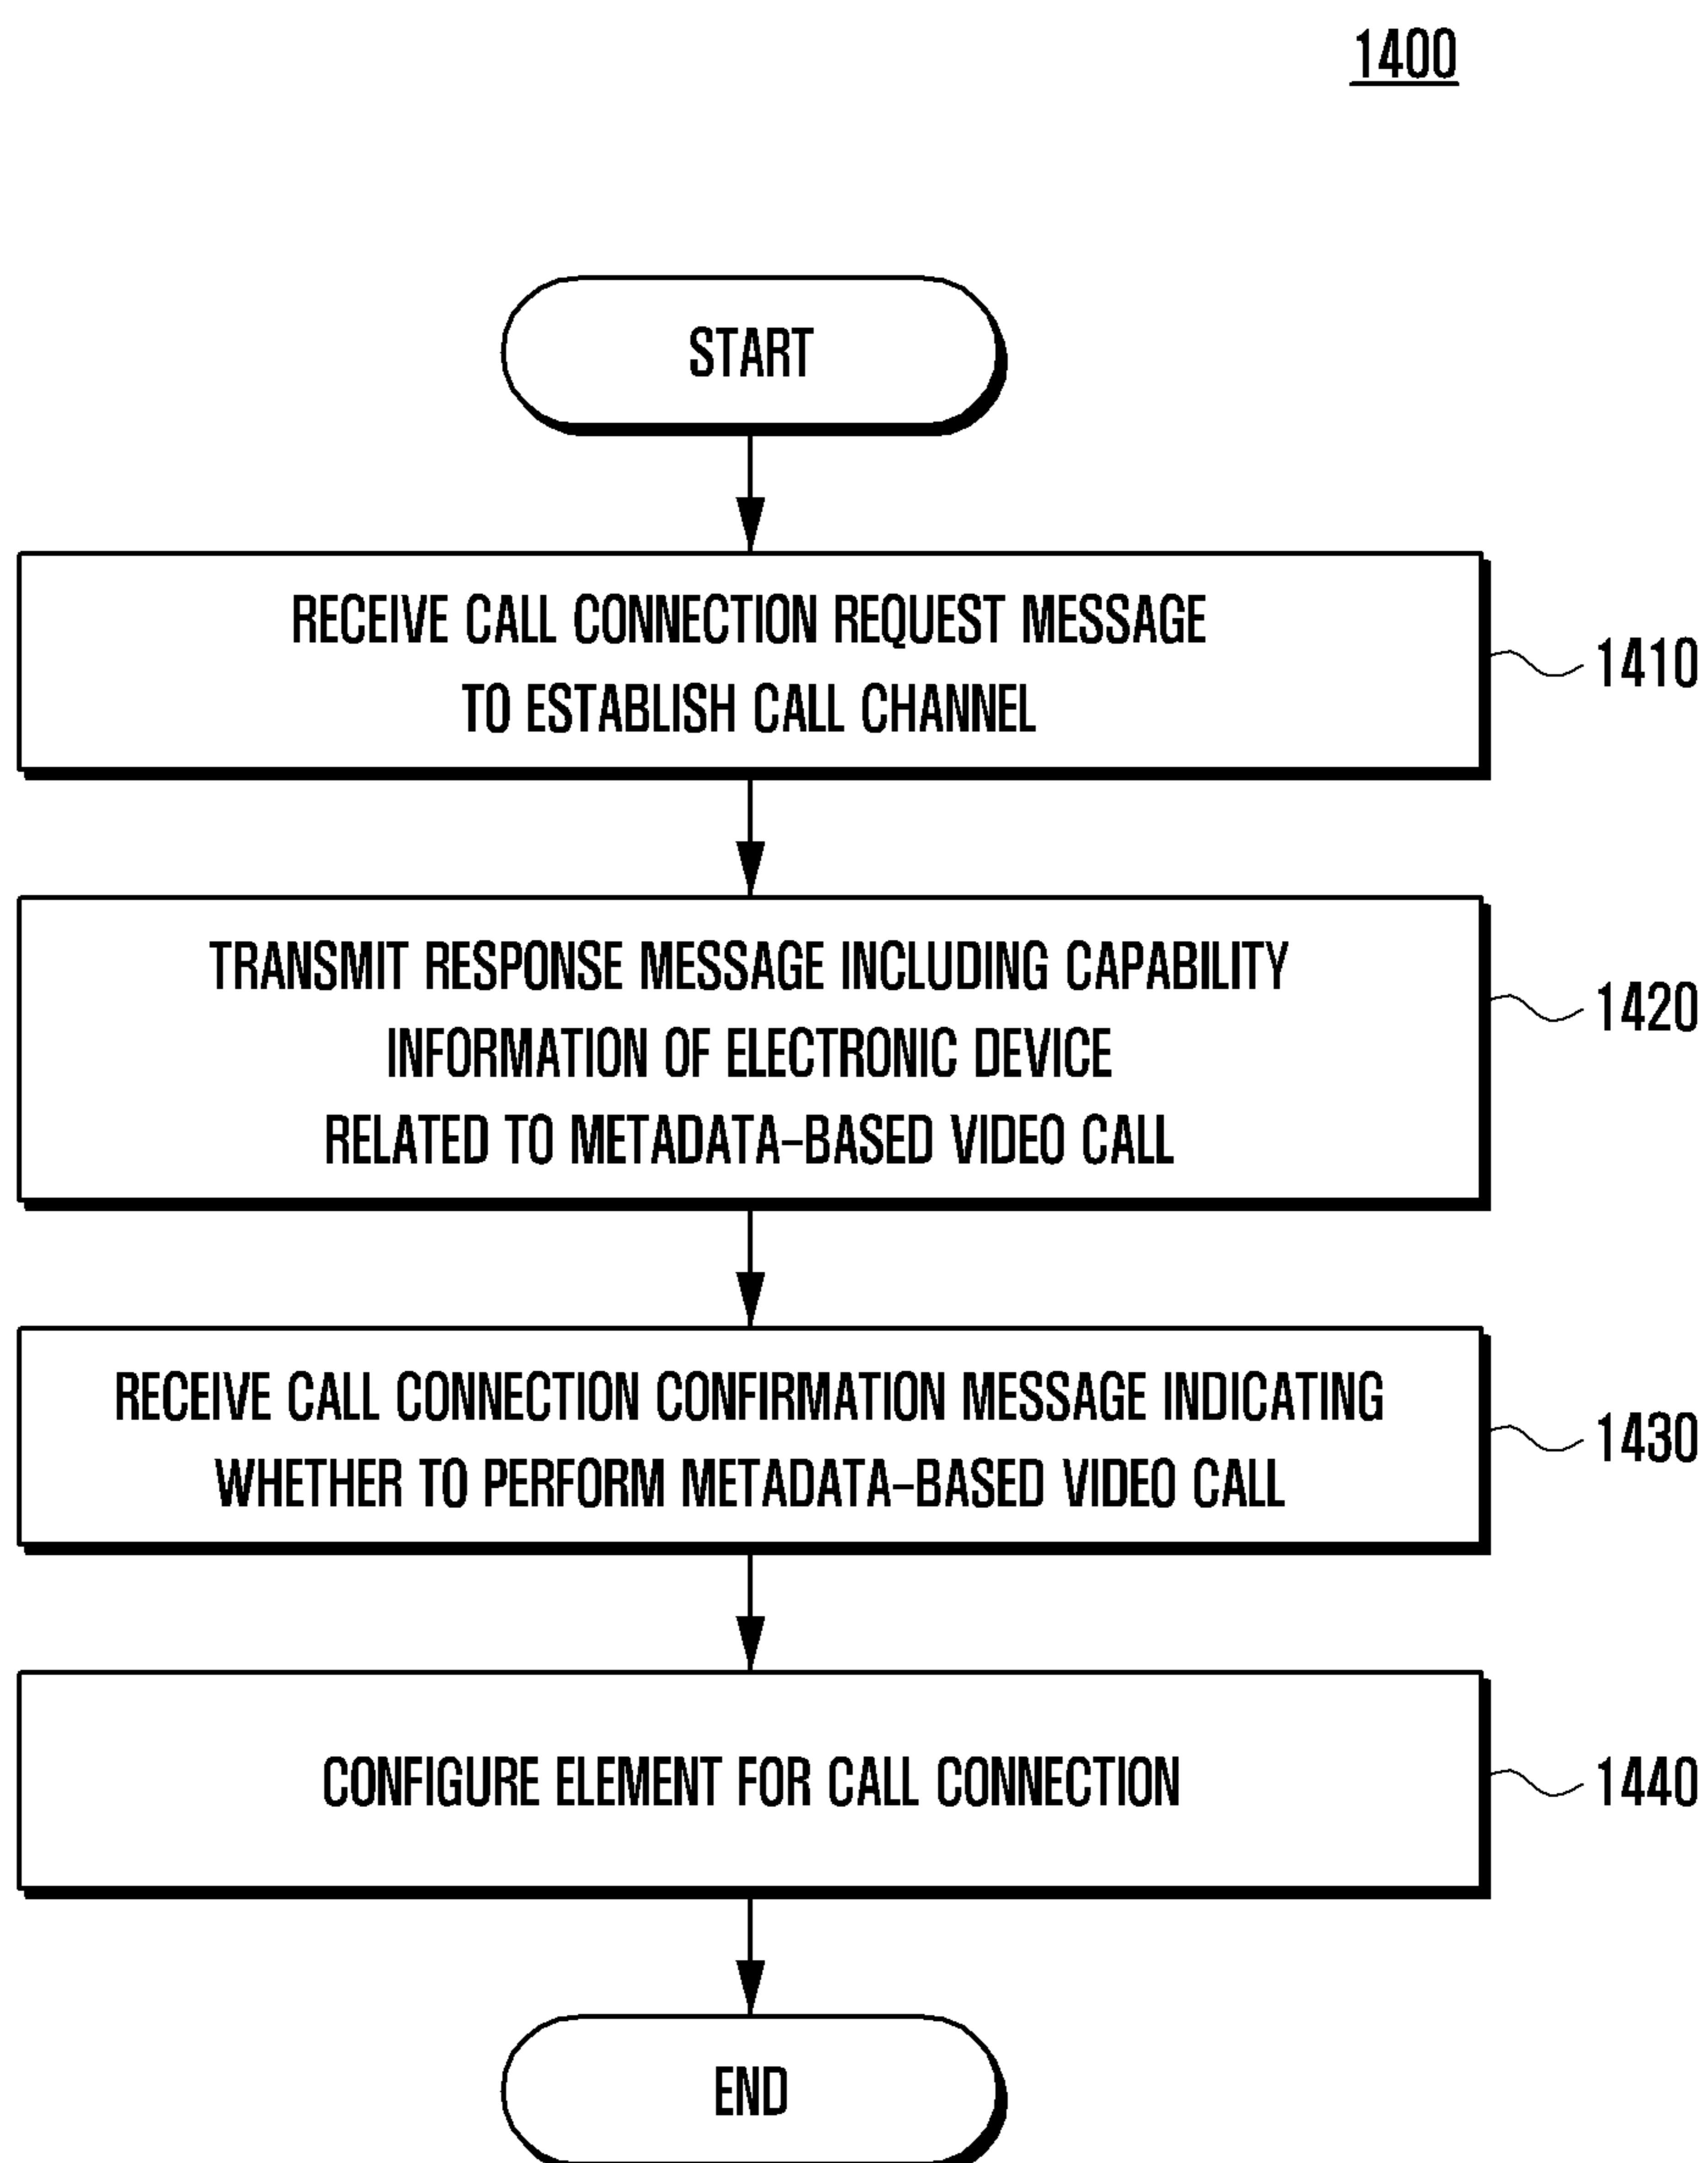 1400
START
RECEIVE CALL CONNECTION REQUEST MESSAGE
TO ESTABLISH CALL CHANNEL
1410
TRANSMIT RESPONSE MESSAGE INCLUDING CAPABILITY
INFORMATION OF ELECTRONIC DEVICE
RELATED TO METADATA–BASED VIDEO CALL
1420
RECEIVE CALL CONNECTION CONFIRMATION MESSAGE INDICATING
WHETHER TO PERFORM METADATA–BASED VIDEO CALL
1430
CONFIGURE ELEMENT FOR CALL CONNECTION
1440
END